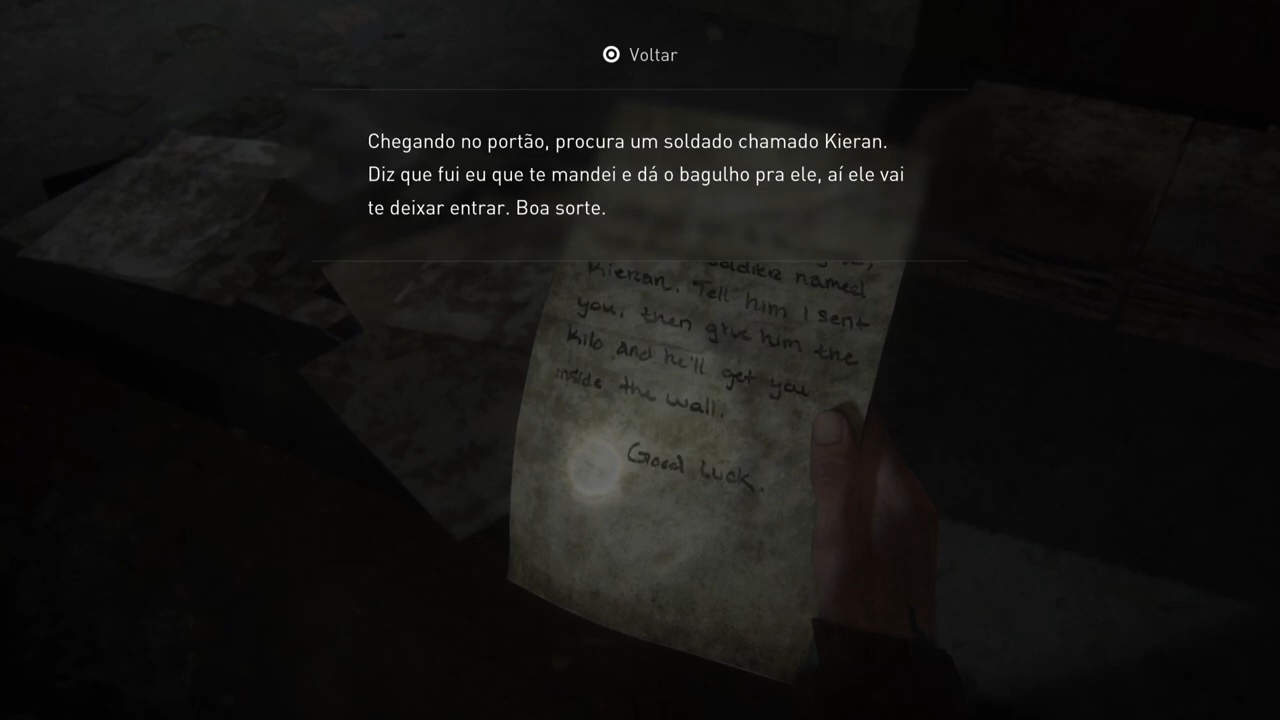 Voltar
Chegando no portão, procura um soldado chamado Kieran.
Diz que fui eu que te mandei e dá o bagulho pra ele, aí ele vai
te deixar entrar. Boa sorte.
soldier named
Kieran. Tell him I sent
you, then give him the
kilo and he'll get you
inside the wall.
Good Luck.